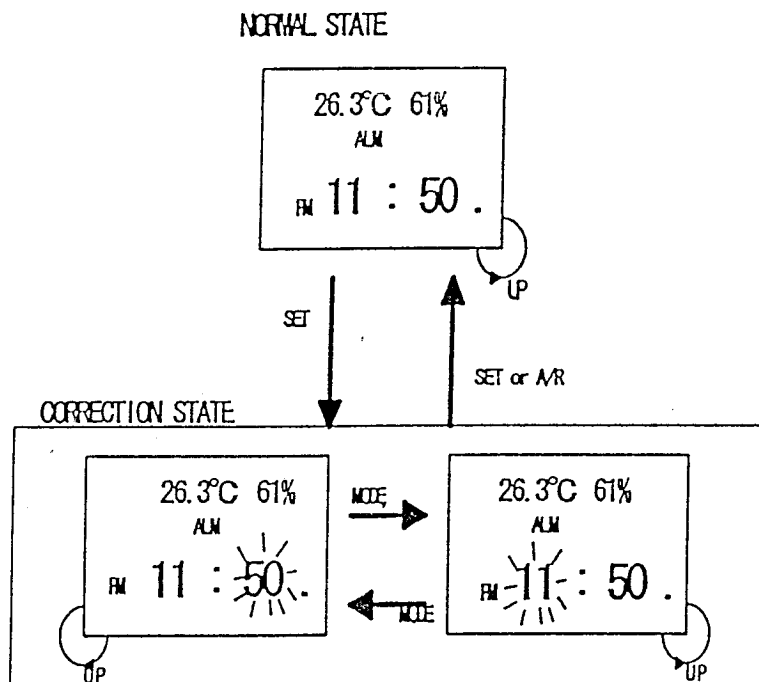 NORMAL STATE
26.3°C 61%
ALM
PM 11 : 50 .
UP
SET
SET or A/R
CORRECTION STATE
26.3°C 61%
ALM
PM 11 : 50 .
UP
MODE
MODE
26.3°C 61%
ALM
PM 11 : 50 .
UP